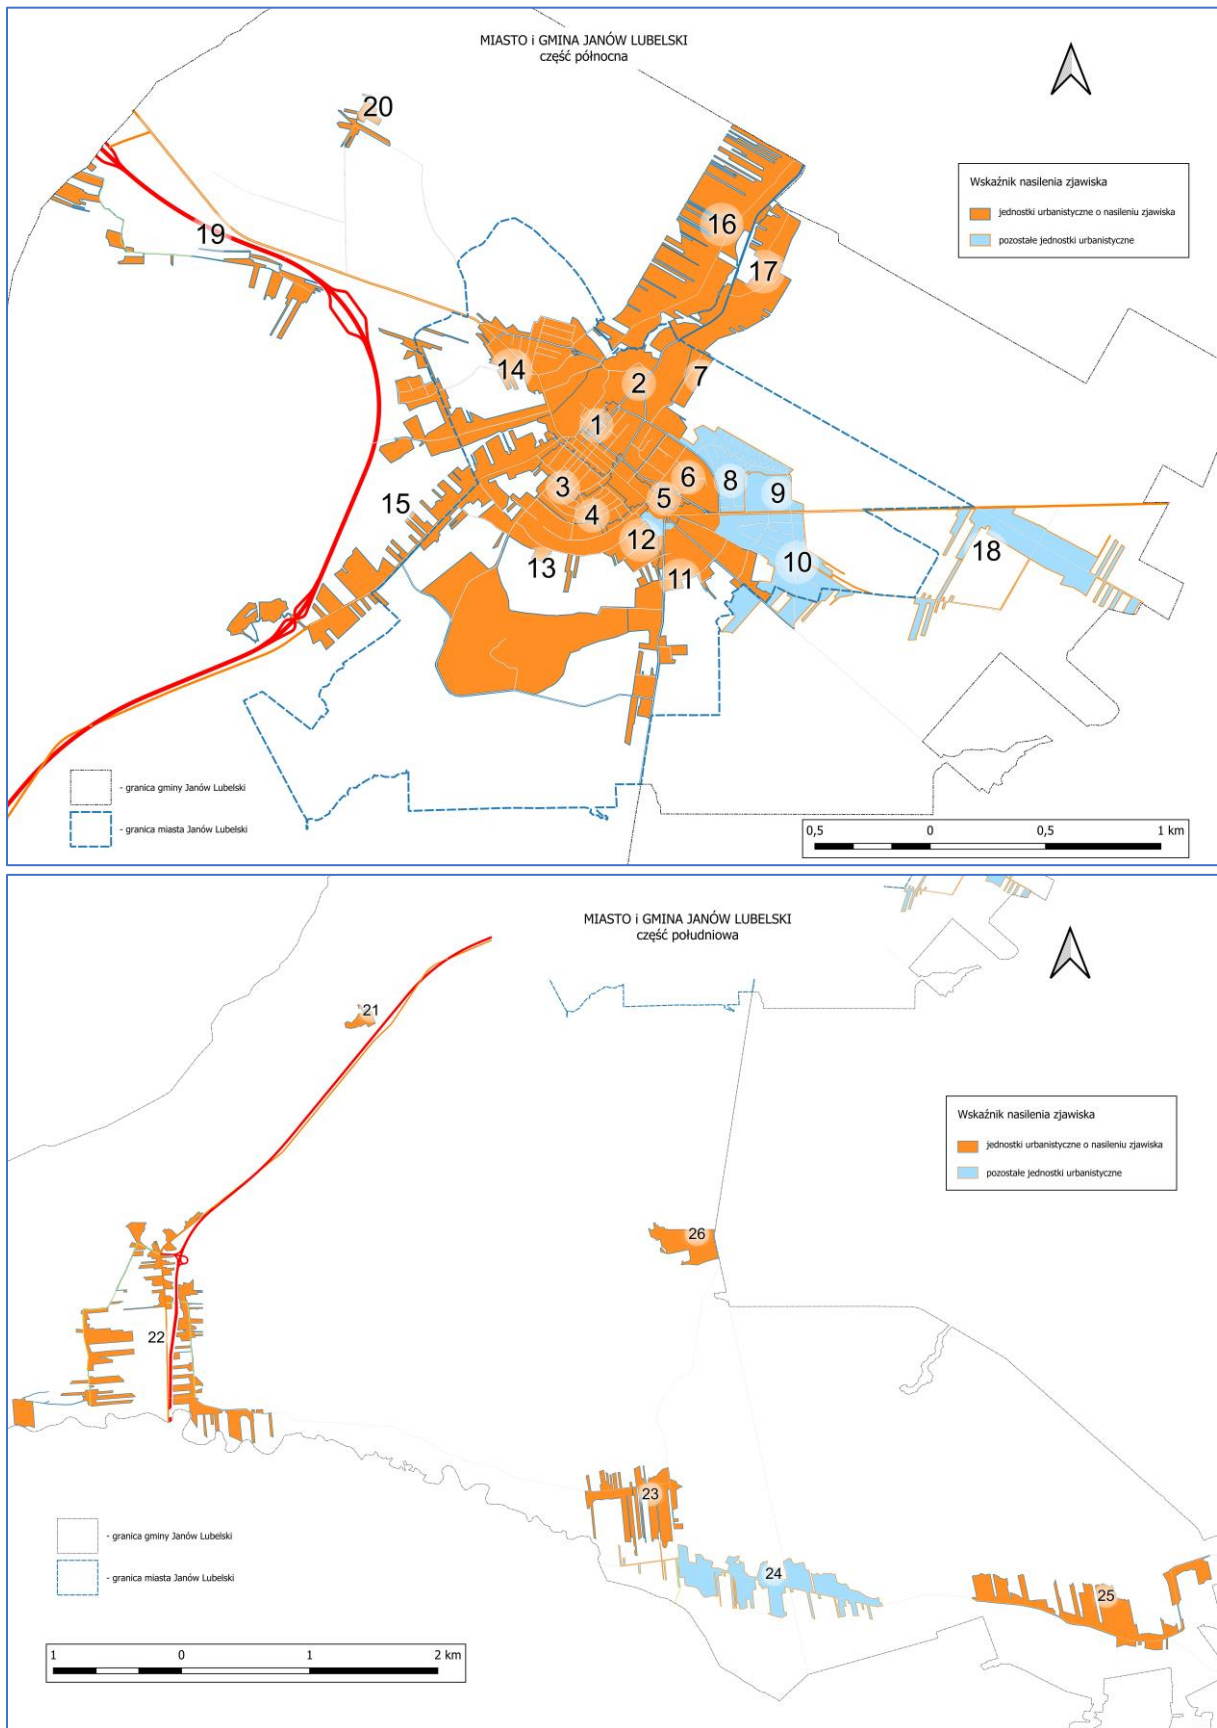 MIASTO i GMINA JANÓW LUBELSKI
część północna
20
Wskaźnik nasilenia zjawiska
jednostki urbanistyczne o nasileniu zjawiska
pozostałe jednostki urbanistyczne
16
19
17
14
2
7
1
3
6
8
9
5
4
15
12
18
13
11
10
- granica gminy Janów Lubelski
- granica miasta Janów Lubelski
0,5 0 0,5 1 km
MIASTO i GMINA JANÓW LUBELSKI
część południowa
21
Wskaźnik nasilenia zjawiska
jednostki urbanistyczne o nasileniu zjawiska
pozostałe jednostki urbanistyczne
26
22
23
24
25
- granica gminy Janów Lubelski
- granica miasta Janów Lubelski
1 0 1 2 km